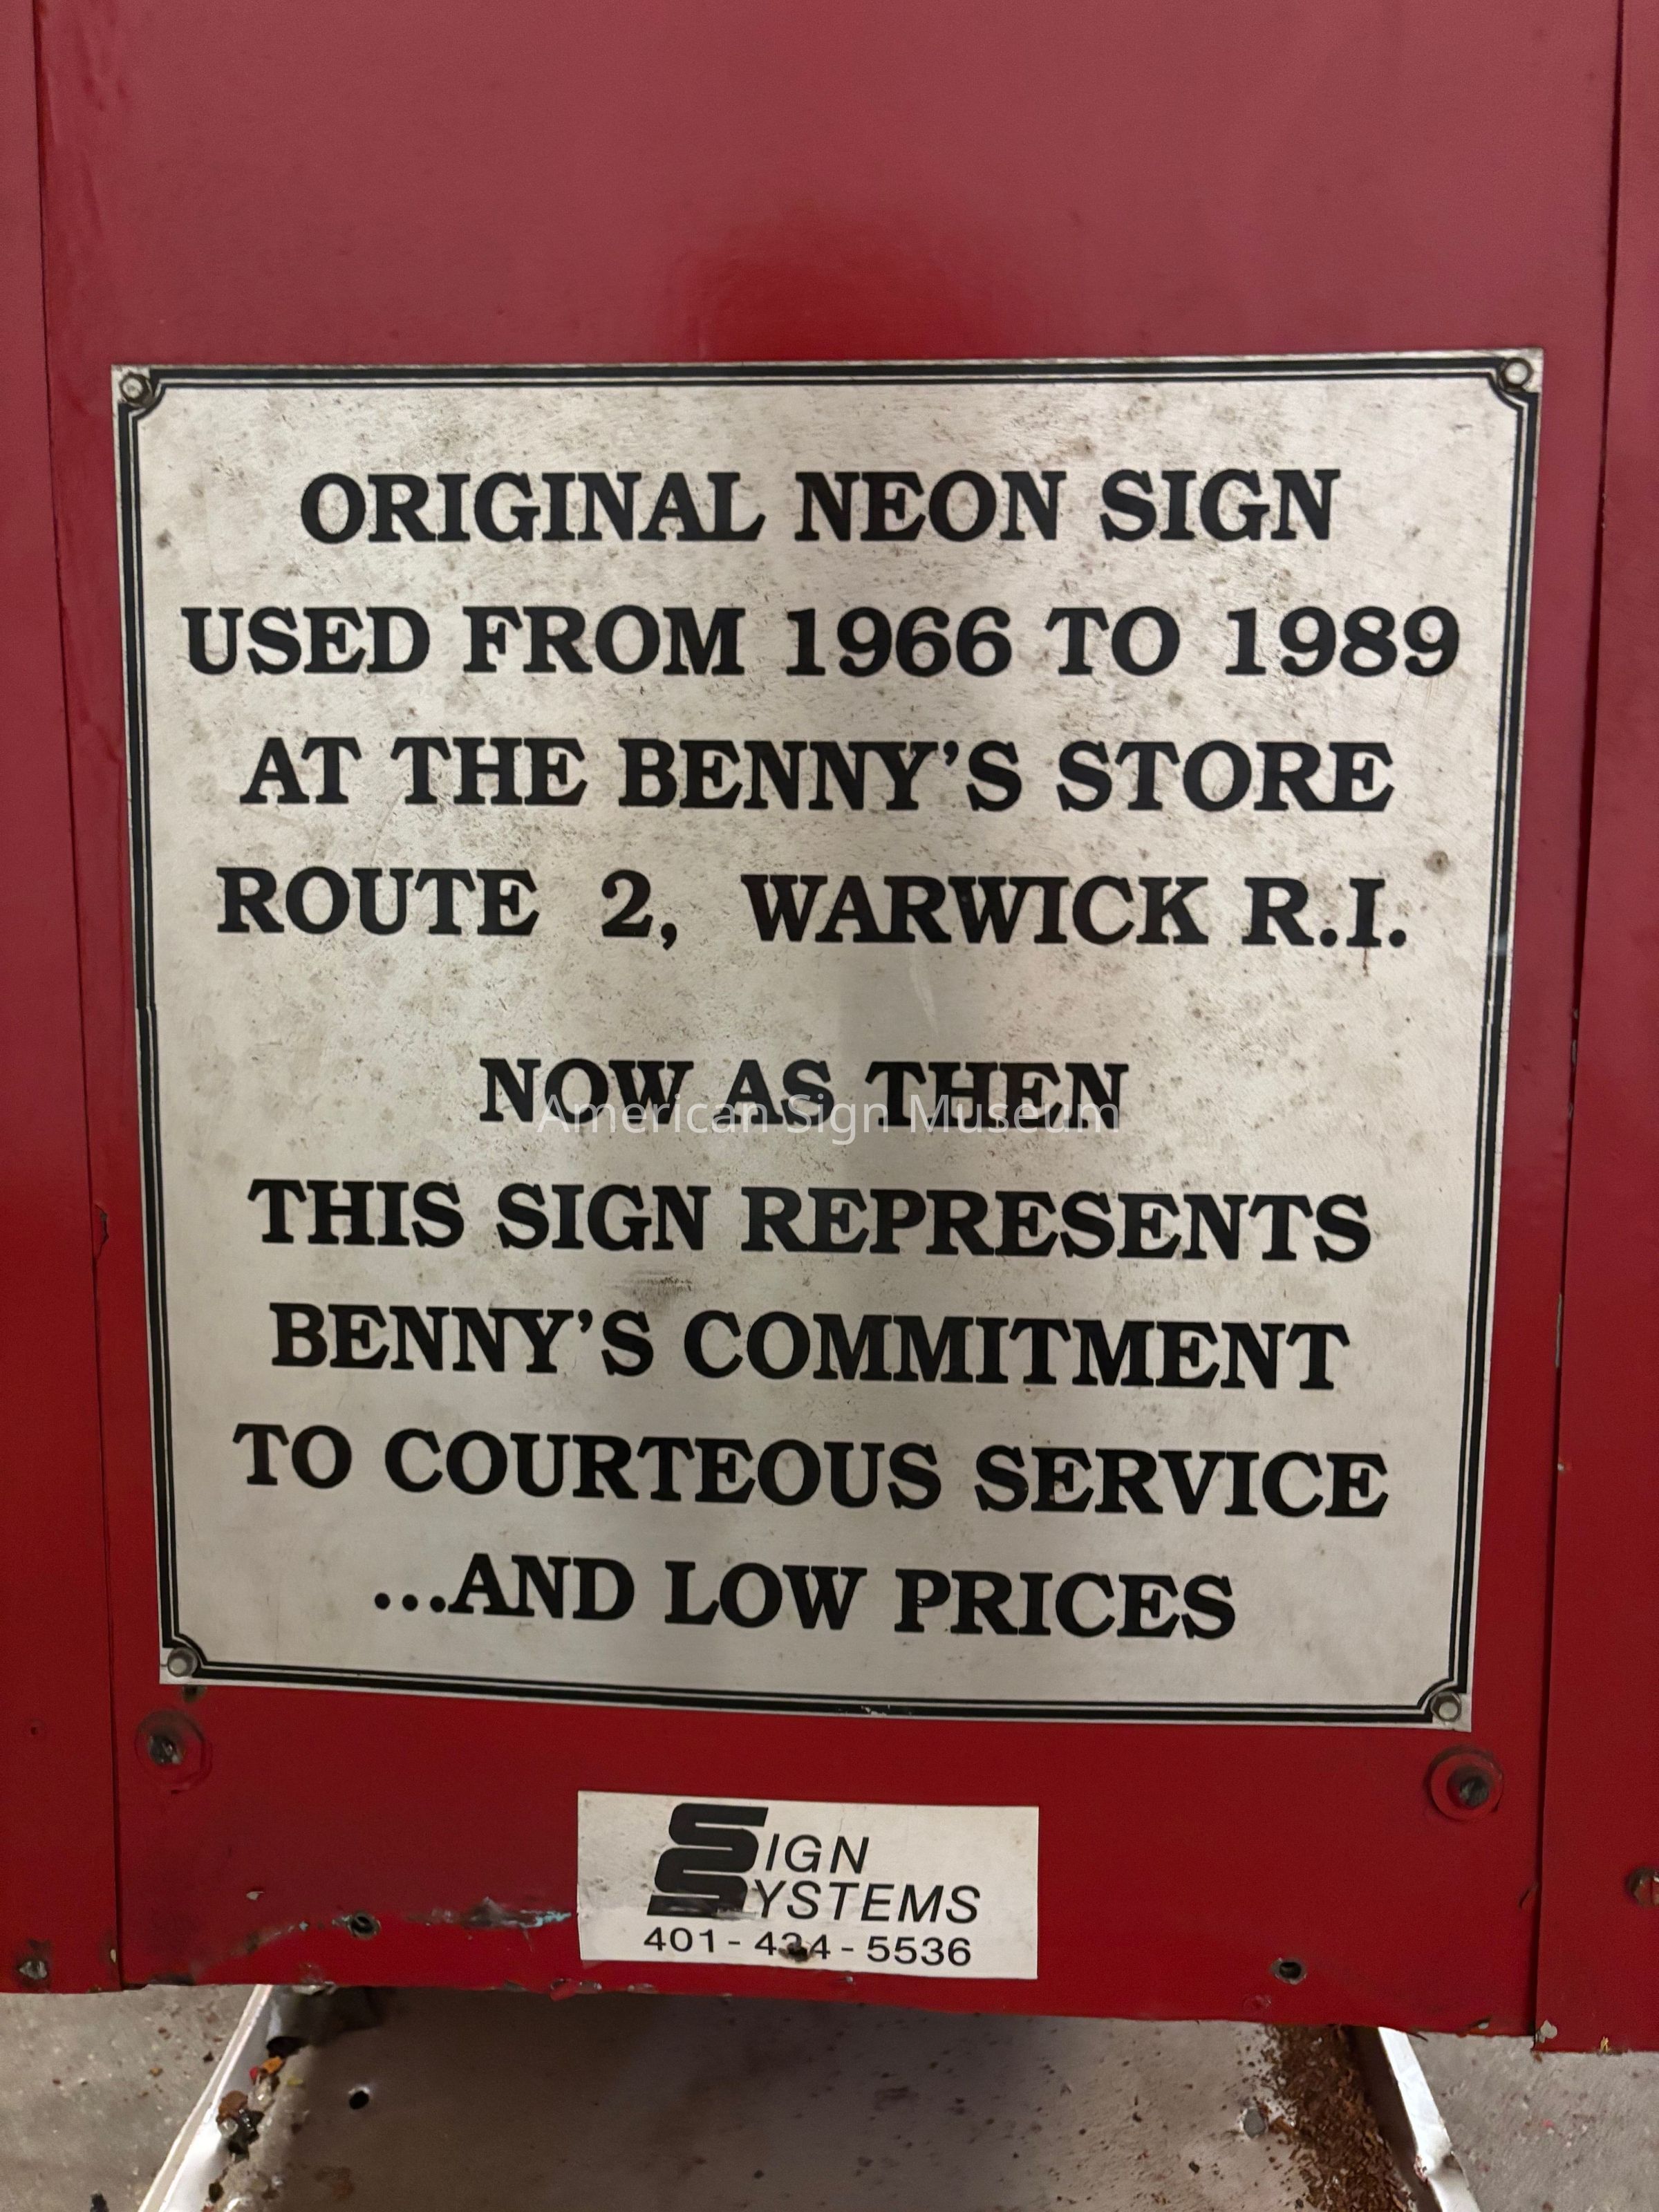 ORIGINAL NEON SIGN
USED FROM 1966 TO 1989
AT THE BENNY'S STORE
ROUTE 2, WARWICK R.I.
NOW AS THEN
American Sign Museum
THIS SIGN REPRESENTS
BENNY'S COMMITMENT
TO COURTEOUS SERVICE
...AND LOW PRICES
SIGN
SYSTEMS
401-434-5536